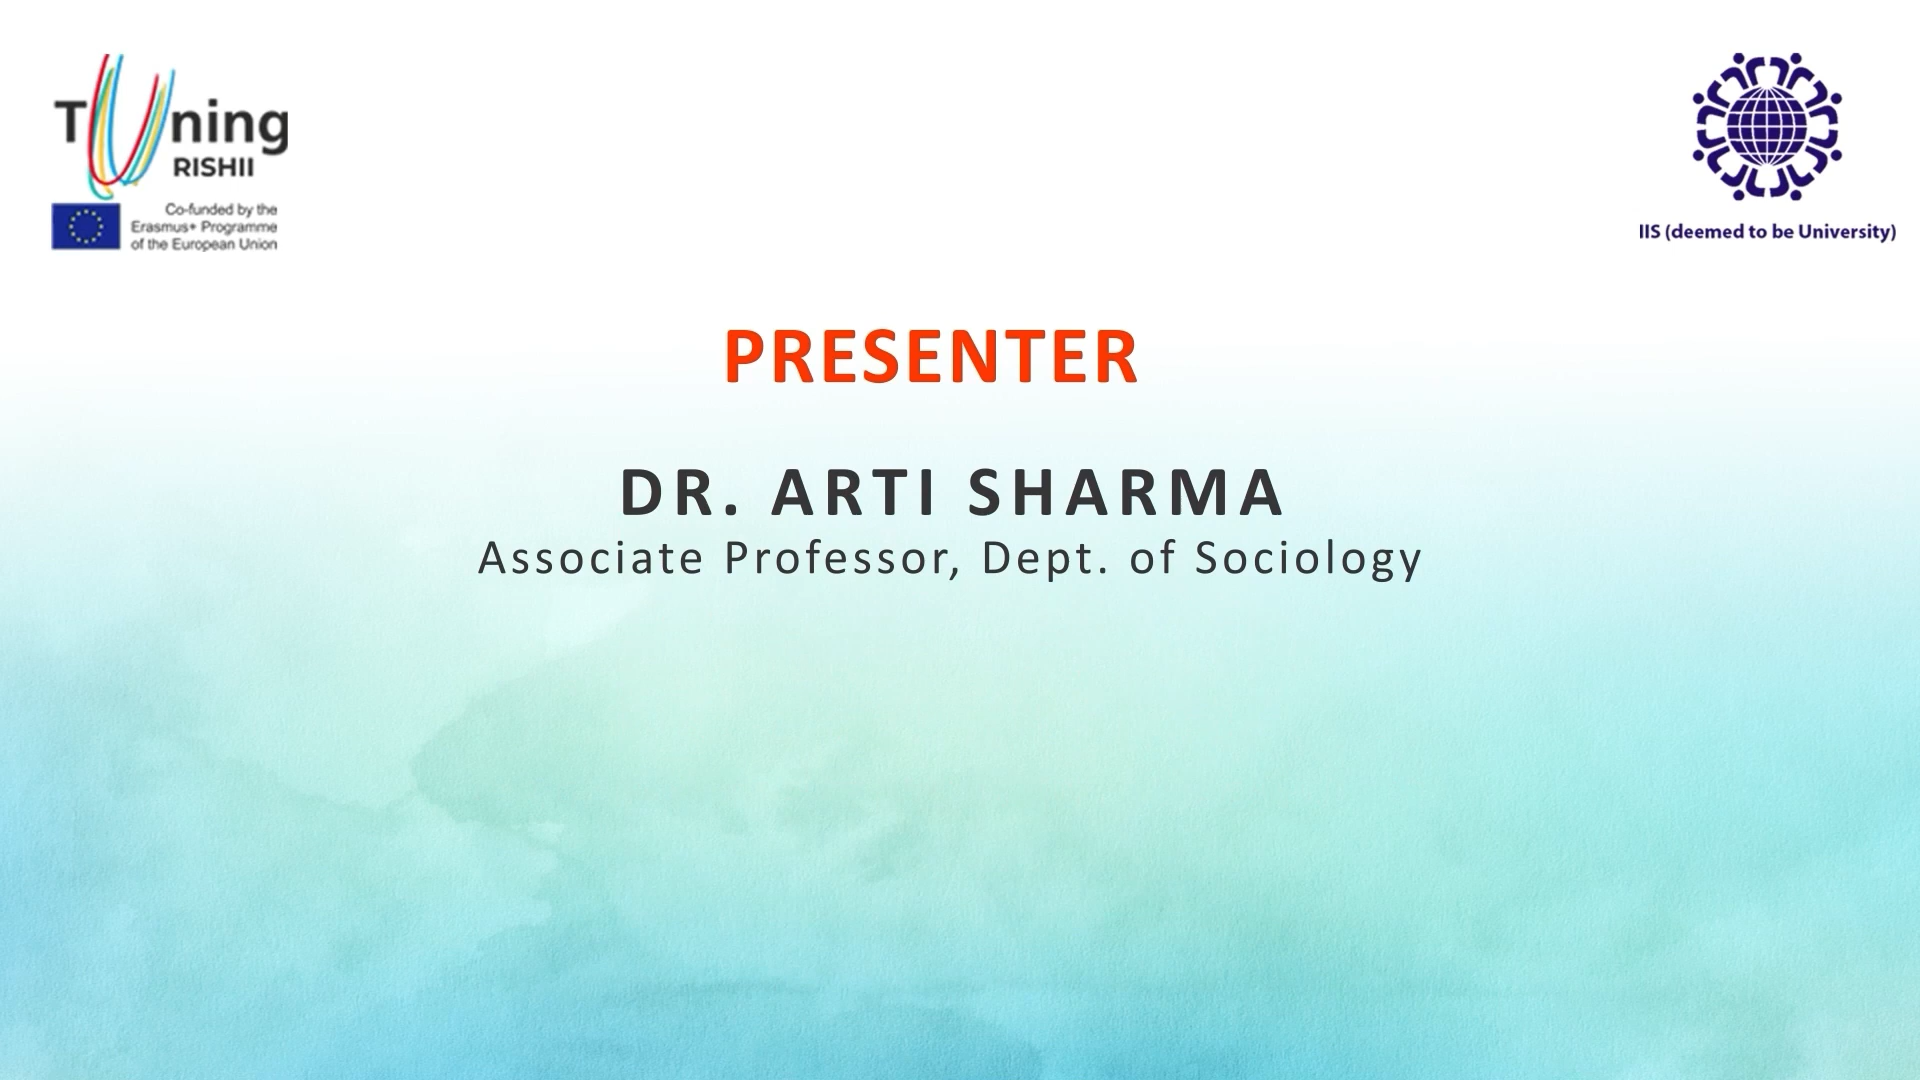 Tuning
RISHII
Co-funded by the
Erasmus+ Programme
of the European Union
IIS (deemed to be University)
PRESENTER
DR. ARTI SHARMA
Associate Professor, Dept. of Sociology